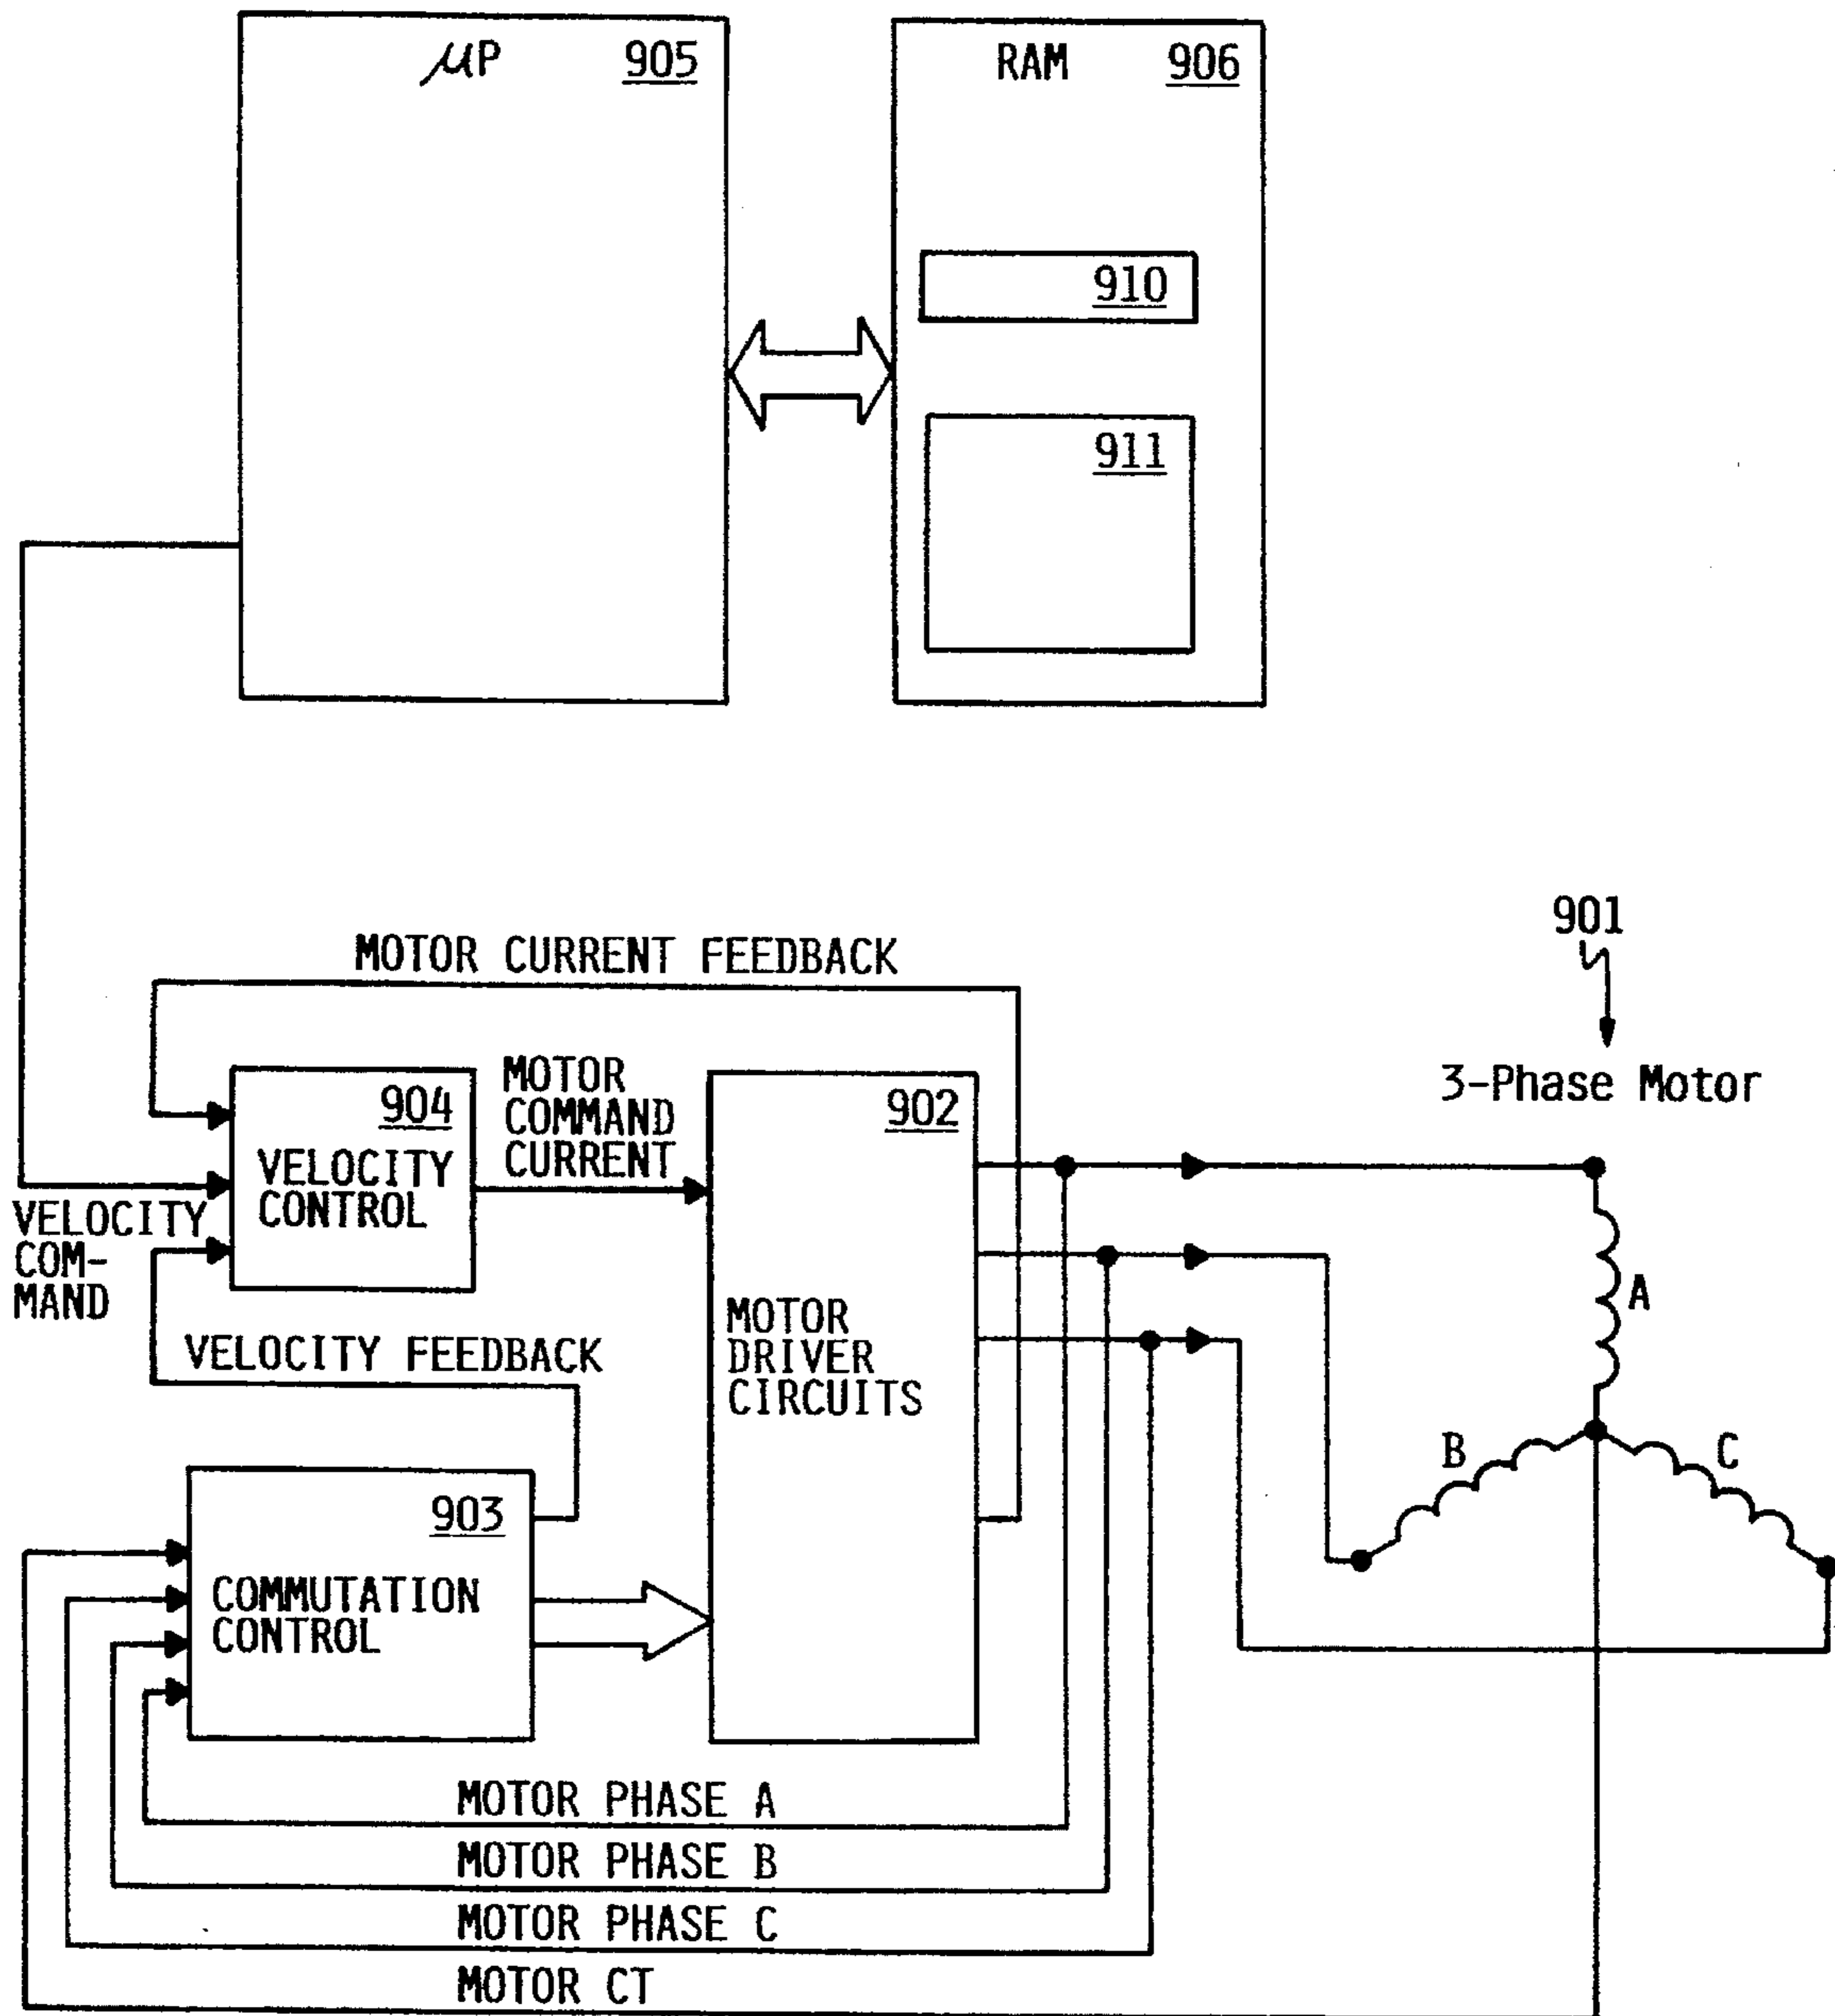 μP 905
RAM 906
910
911
901
3-Phase Motor
MOTOR CURRENT FEEDBACK
904
VELOCITY
CONTROL
MOTOR
COMMAND
CURRENT
902
MOTOR
DRIVER
CIRCUITS
VELOCITY
COM-
MAND
VELOCITY FEEDBACK
903
COMMUTATION
CONTROL
A
B
C
MOTOR PHASE A
MOTOR PHASE B
MOTOR PHASE C
MOTOR CT